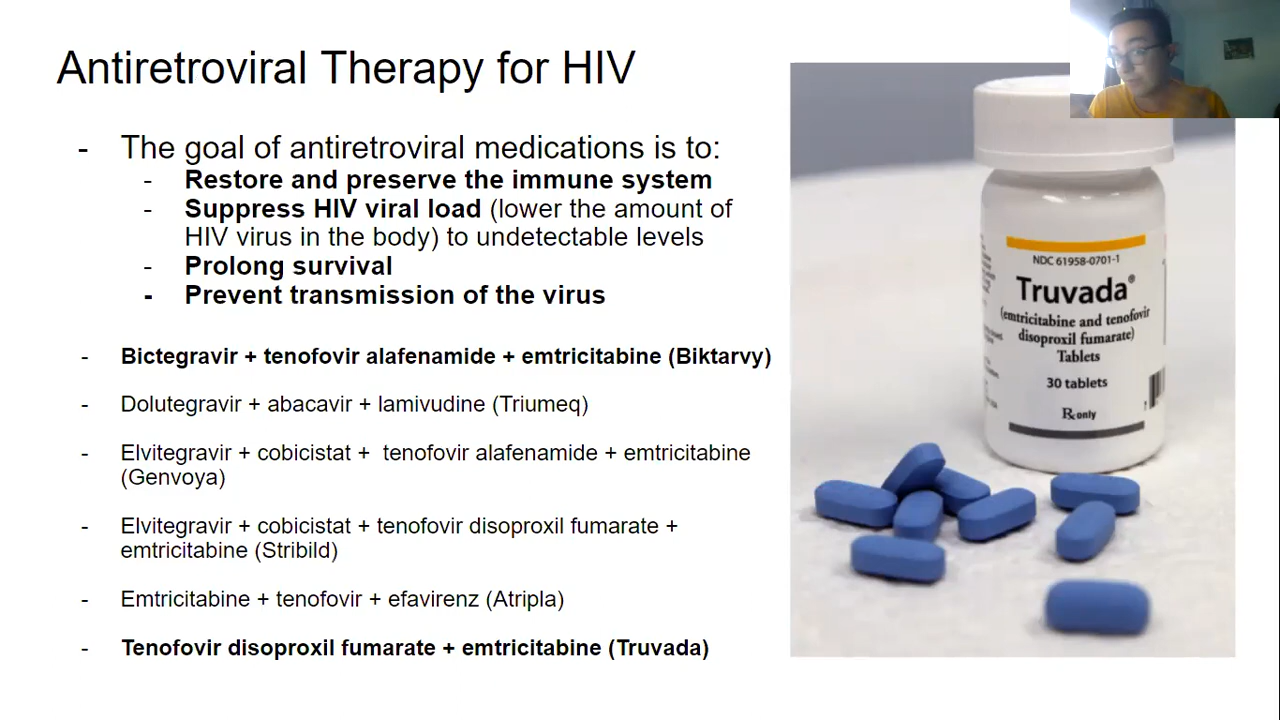 Antiretroviral Therapy for HIV
- The goal of antiretroviral medications is to:
- Restore and preserve the immune system
- Suppress HIV viral load (lower the amount of
HIV virus in the body) to undetectable levels
- Prolong survival
- Prevent transmission of the virus
- Bictegravir + tenofovir alafenamide + emtricitabine (Biktarvy)
- Dolutegravir + abacavir + lamivudine (Triumeq)
- Elvitegravir + cobicistat + tenofovir alafenamide + emtricitabine
(Genvoya)
- Elvitegravir + cobicistat + tenofovir disoproxil fumarate +
emtricitabine (Stribild)
- Emtricitabine + tenofovir + efavirenz (Atripla)
- Tenofovir disoproxil fumarate + emtricitabine (Truvada)
NDC 61958-0701-1
Truvada®
(emtricitabine and tenofovir
disoproxil fumarate)
Tablets
30 tablets
Rx only